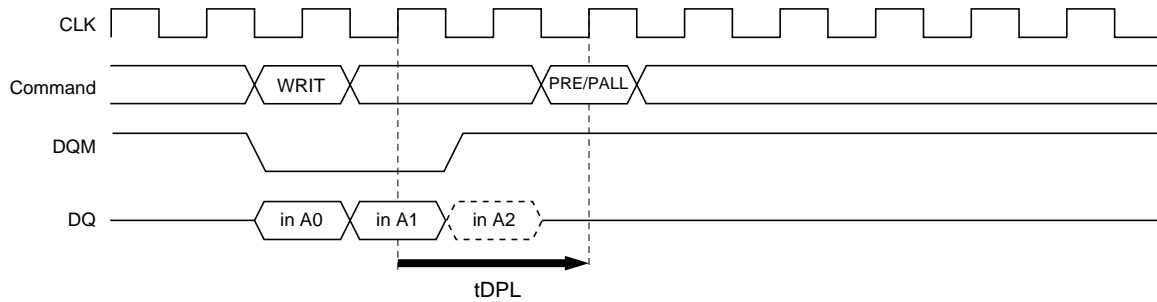 CLK
Command WRIT PRE/PALL
DQM
DQ in A0 in A1 in A2
tDPL